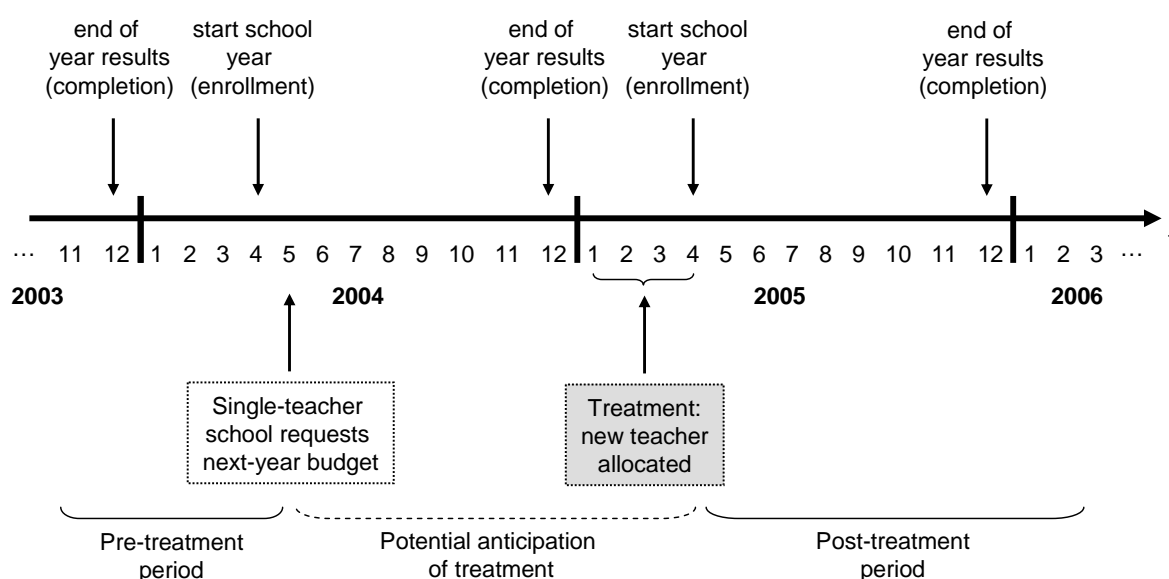 end of
year results
(completion)
start school
year
(enrollment)
end of
year results
(completion)
start school
year
(enrollment)
end of
year results
(completion)
… 11 12 1 2 3 4 5 6 7 8 9 10 11 12 1 2 3 4 5 6 7 8 9 10 11 12 1 2 3 …
2003 2004 2005 2006
Single-teacher
school requests
next-year budget
Treatment:
new teacher
allocated
Pre-treatment
period
Potential anticipation
of treatment
Post-treatment
period